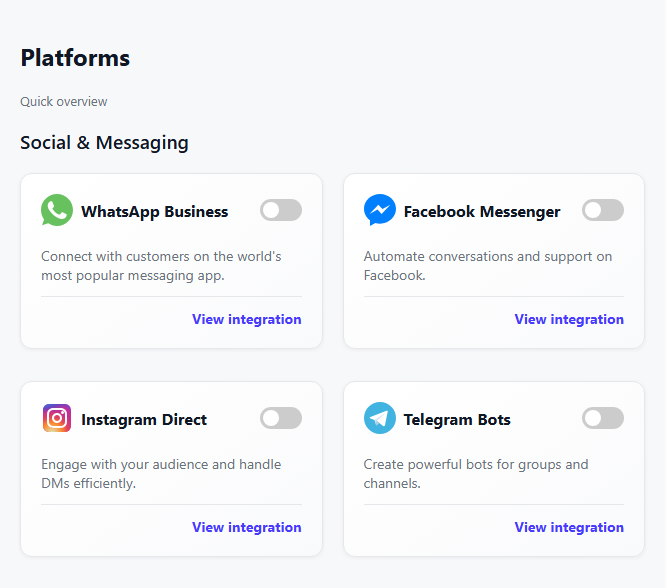 Platforms
Quick overview
Social & Messaging
WhatsApp Business
Connect with customers on the world's
most popular messaging app.
View integration
Facebook Messenger
Automate conversations and support on
Facebook.
View integration
Instagram Direct
Engage with your audience and handle
DMs efficiently.
View integration
Telegram Bots
Create powerful bots for groups and
channels.
View integration